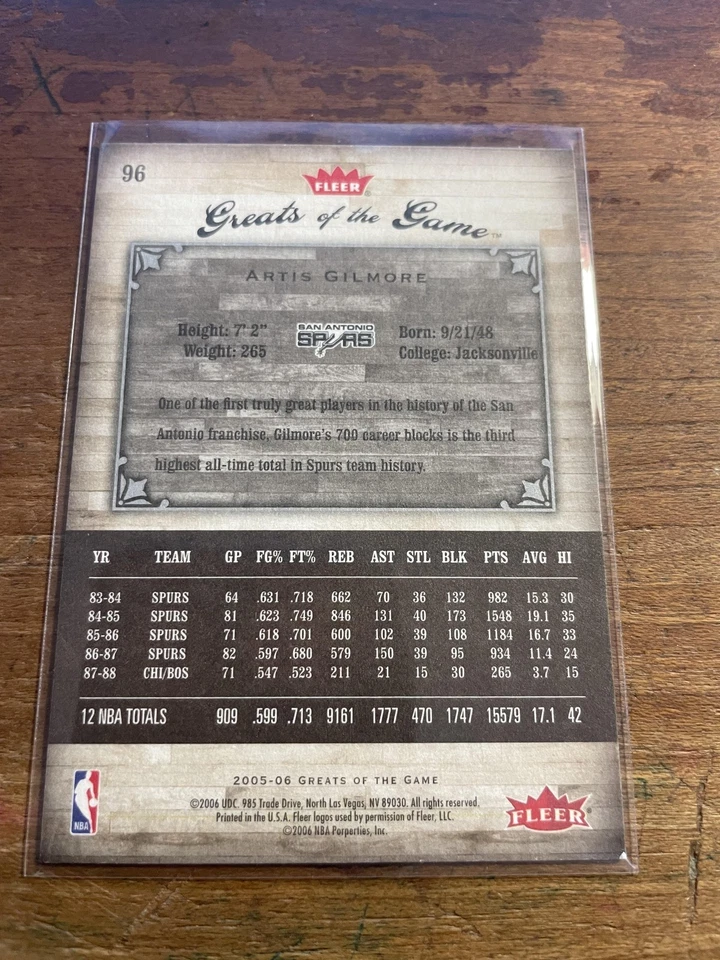 96
FLEER
Greats of the Game™
ARTIS GILMORE
Height: 7' 2"
Weight: 265
SAN ANTONIO
SPURS
Born: 9/21/48
College: Jacksonville
One of the first truly great players in the history of the San
Antonio franchise, Gilmore's 700 career blocks is the third
highest all-time total in Spurs team history.
YR TEAM GP FG% FT% REB AST STL BLK PTS AVG HI
83-84 SPURS 64 .631 .718 662 70 36 132 982 15.3 30
84-85 SPURS 81 .623 .749 846 131 40 173 1548 19.1 35
85-86 SPURS 71 .618 .701 600 102 39 108 1184 16.7 33
86-87 SPURS 82 .597 .680 579 150 39 95 934 11.4 24
87-88 CHI/BOS 71 .547 .523 211 21 15 30 265 3.7 15
12 NBA TOTALS 909 .599 .713 9161 1777 470 1747 15579 17.1 42
2005-06 GREATS OF THE GAME
©2006 UDC. 985 Trade Drive, North Las Vegas, NV 89030. All rights reserved.
Printed in the U.S.A. Fleer logos used by permission of Fleer, LLC.
©2006 NBA Porperties, Inc.
NBA
FLEER®